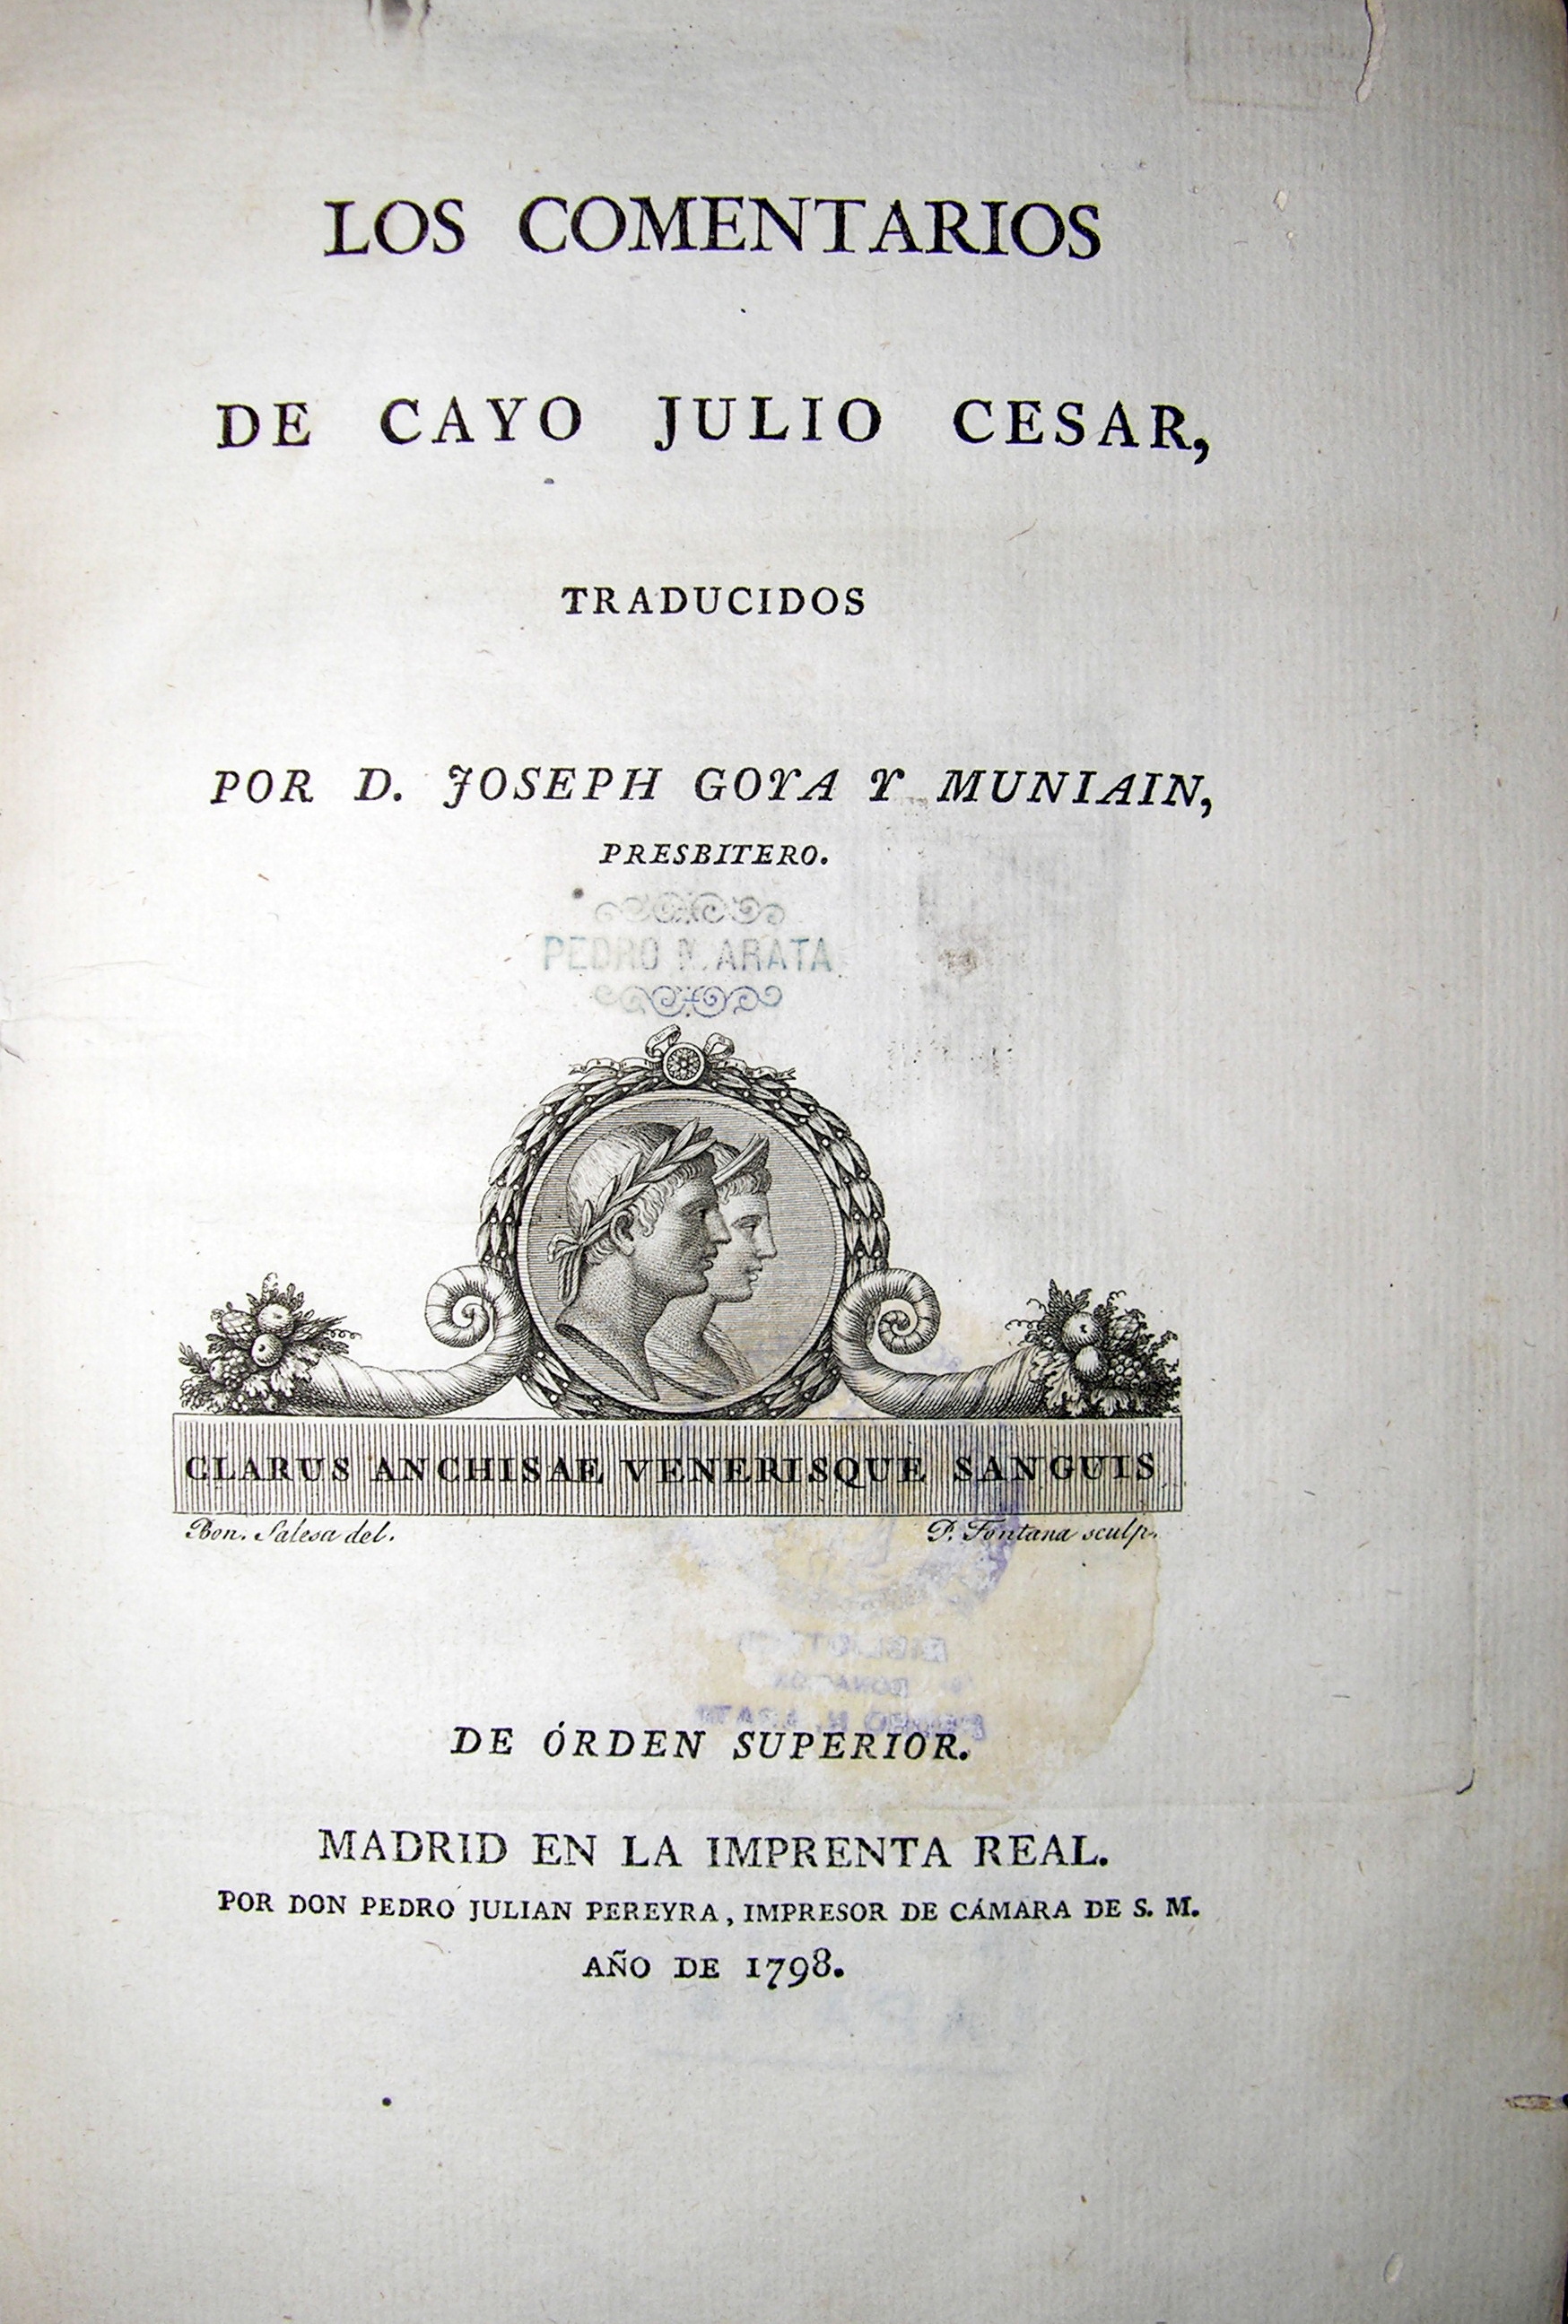 LOS COMENTARIOS
DE CAYO JULIO CESAR,
TRADUCIDOS
POR D. JOSEPH GOYA Y MUNIAIN,
PRESBITERO.
PEDRO N. ARATA
CLARUS ANCHISAE VENERISQUE SANGUIS
Bon. Salesa del.
P. Fontana sculp.
DE ÓRDEN SUPERIOR.
MADRID EN LA IMPRENTA REAL.
POR DON PEDRO JULIAN PEREYRA, IMPRESOR DE CÁMARA DE S. M.
AÑO DE 1798.